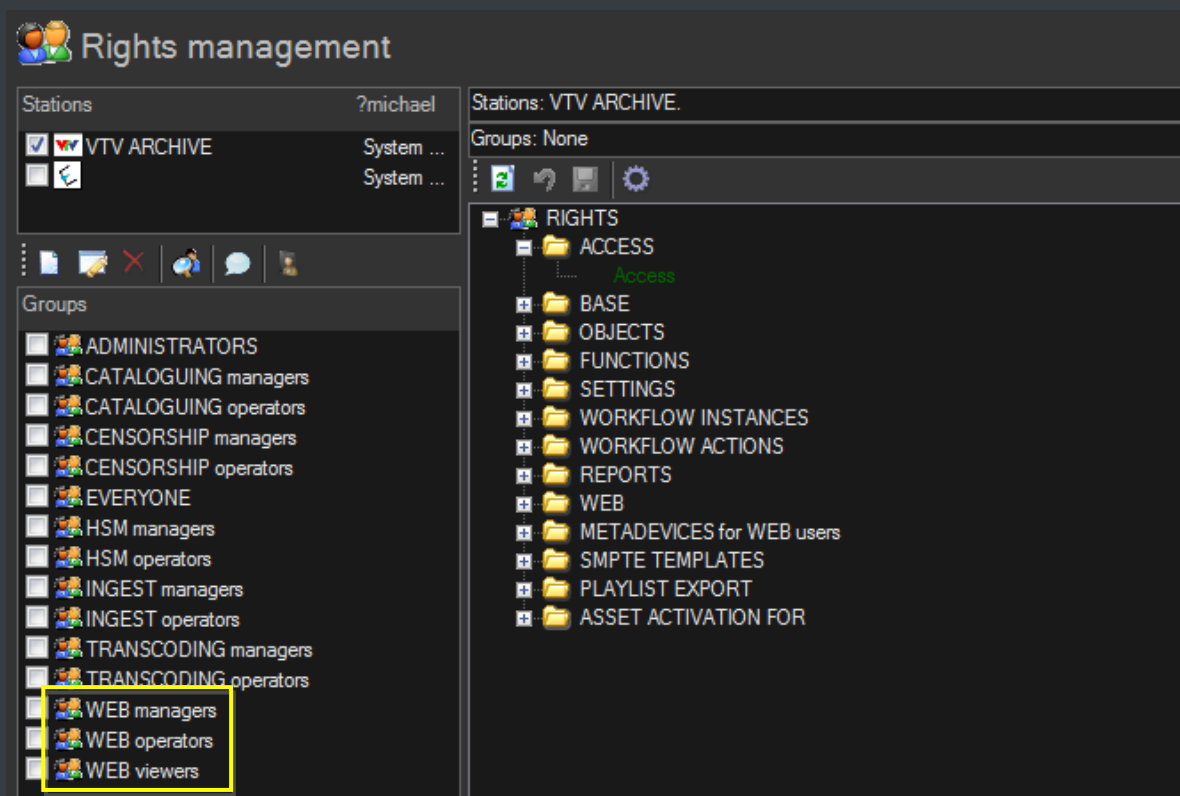 Rights management
Stations ?michael
VTV ARCHIVE System ...
System ...
Groups
ADMINISTRATORS
CATALOGUING managers
CATALOGUING operators
CENSORSHIP managers
CENSORSHIP operators
EVERYONE
HSM managers
HSM operators
INGEST managers
INGEST operators
TRANSCODING managers
TRANSCODING operators
WEB managers
WEB operators
WEB viewers
Stations: VTV ARCHIVE.
Groups: None
RIGHTS
ACCESS
Access
BASE
OBJECTS
FUNCTIONS
SETTINGS
WORKFLOW INSTANCES
WORKFLOW ACTIONS
REPORTS
WEB
METADEVICES for WEB users
SMPTE TEMPLATES
PLAYLIST EXPORT
ASSET ACTIVATION FOR